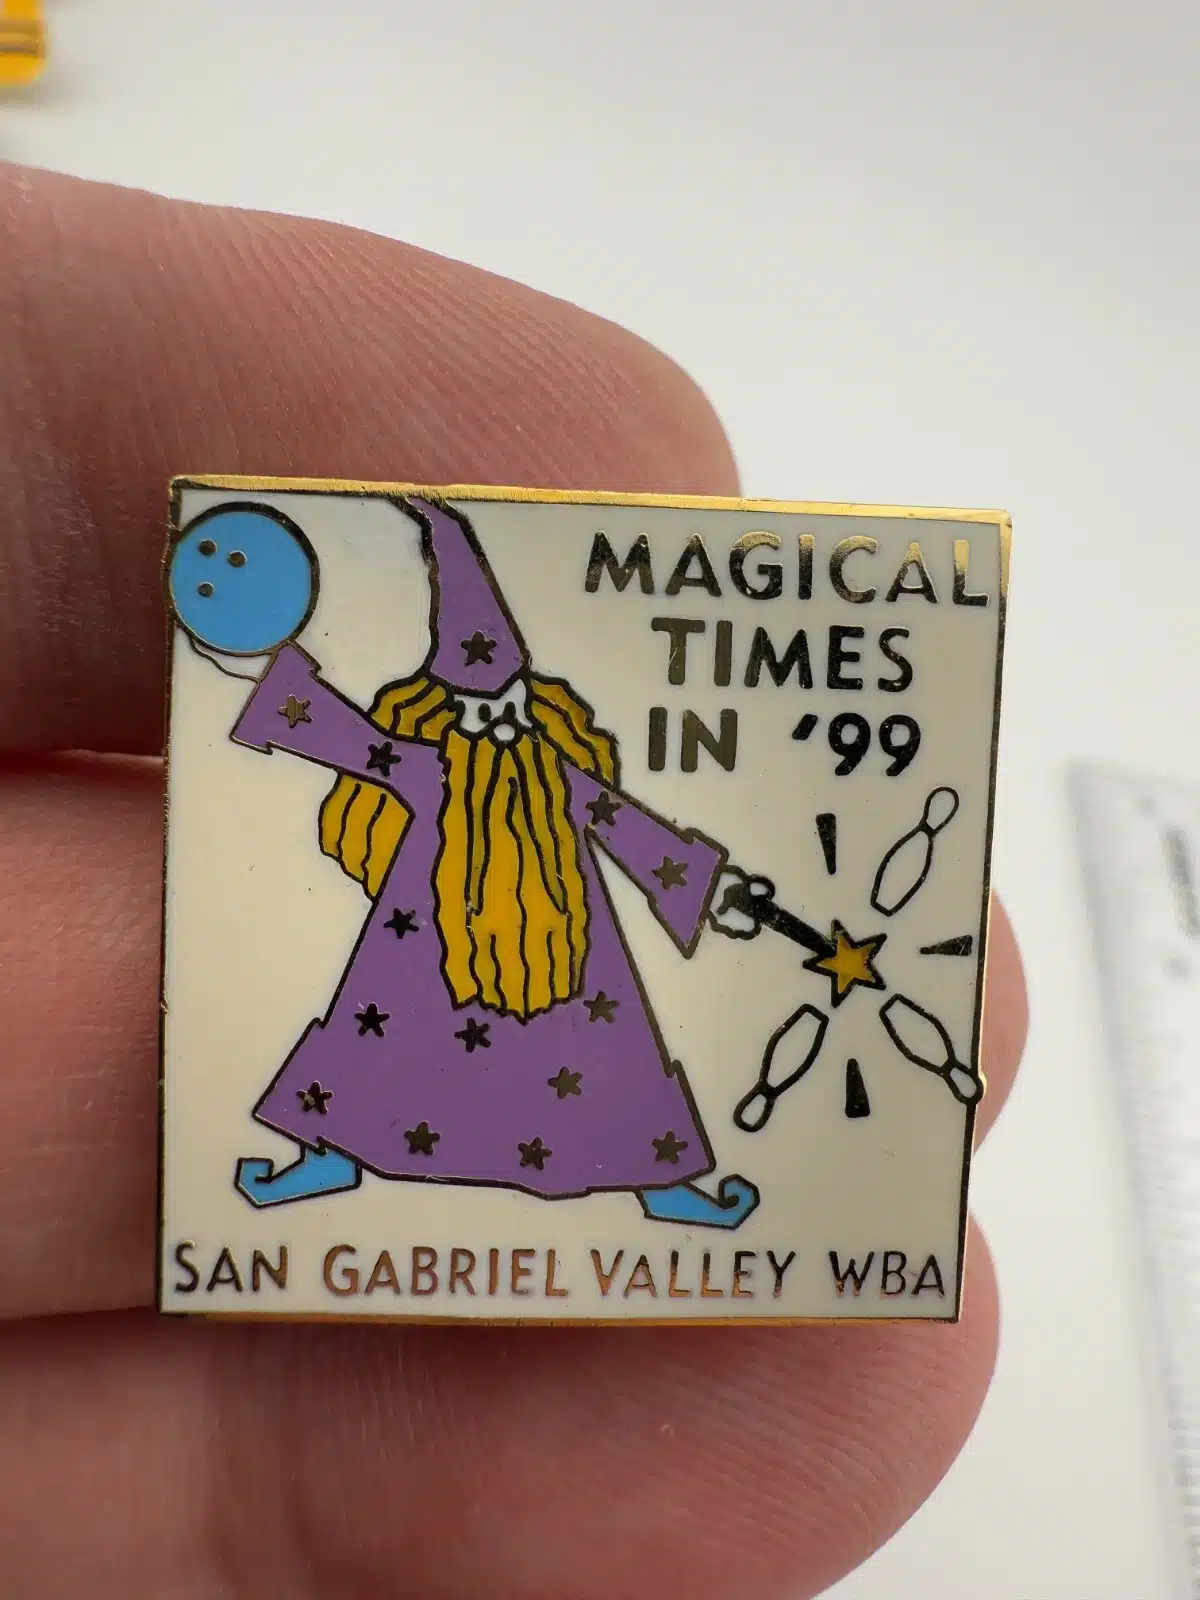 MAGICAL
TIMES
IN '99
SAN GABRIEL VALLEY WBA